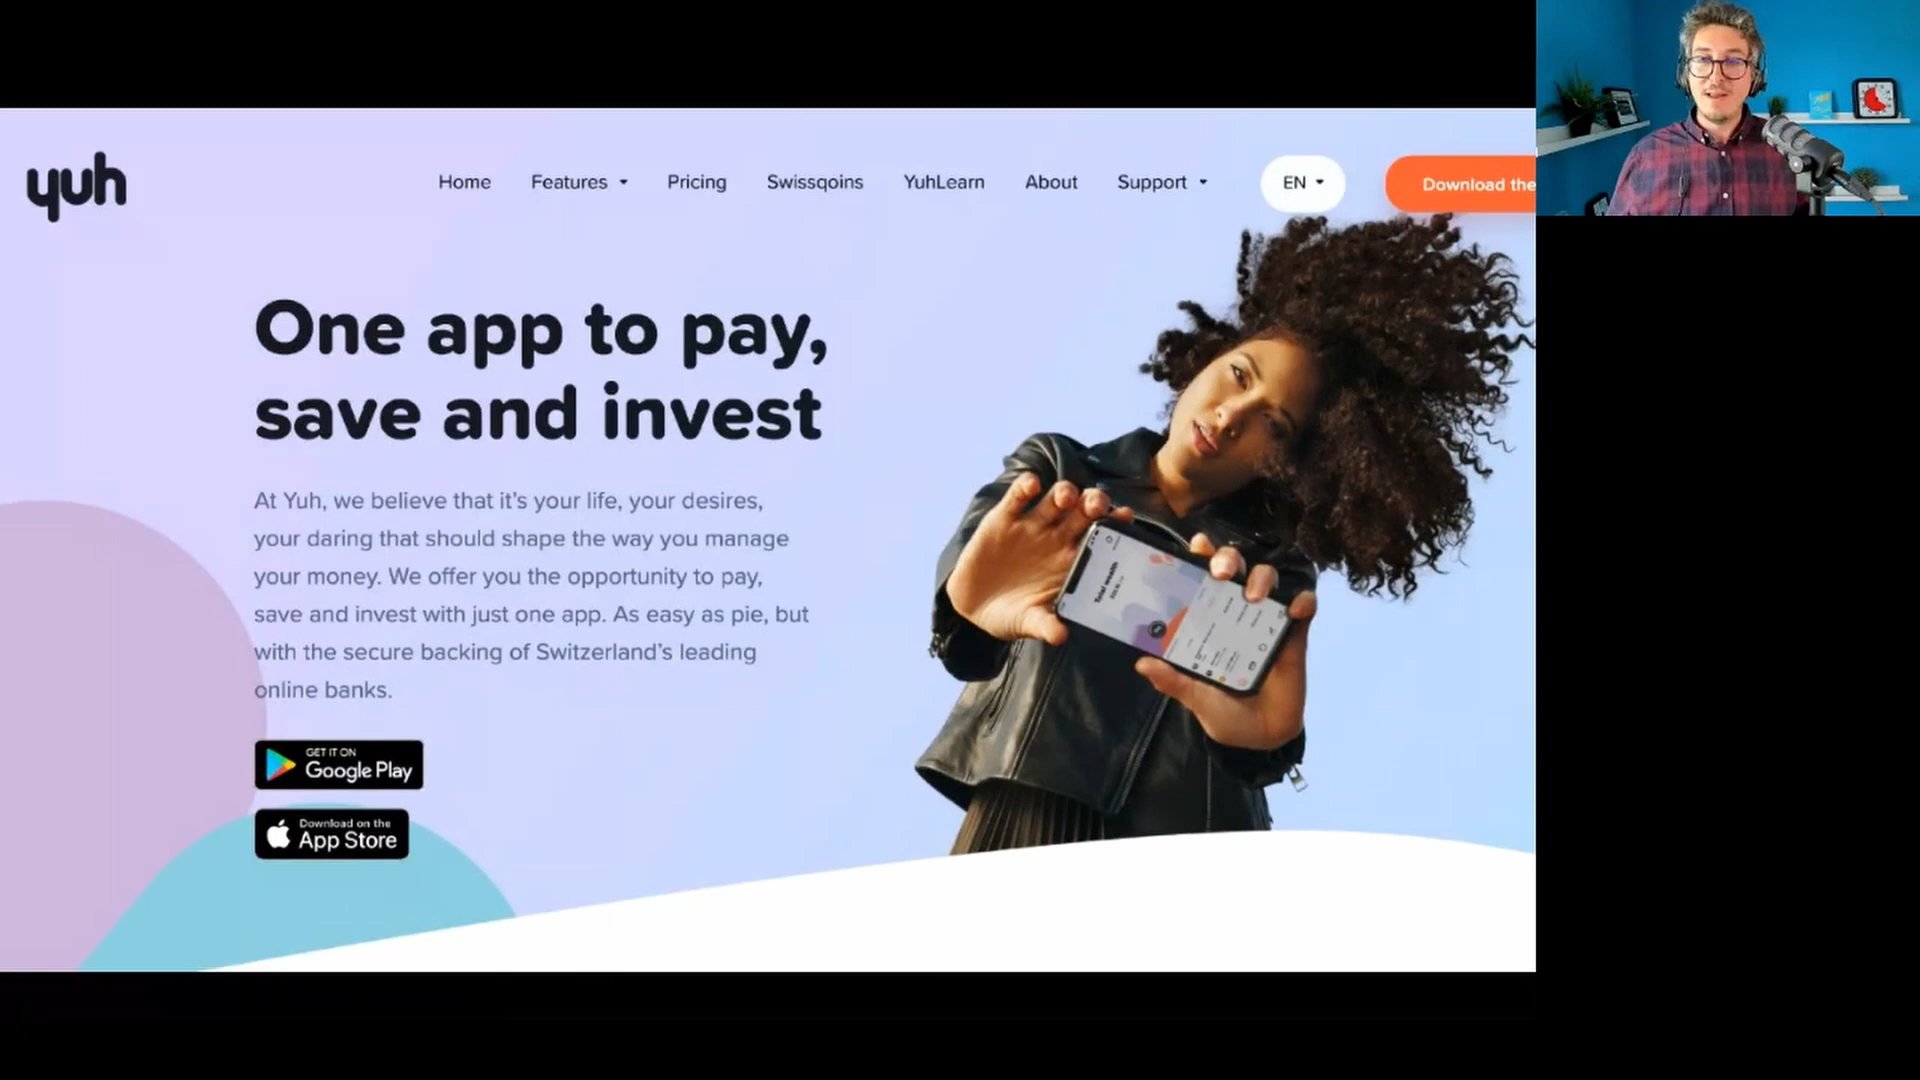 yuh
Home
Features
Pricing
Swissqoins
YuhLearn
About
Support
EN
Download the
One app to pay,
save and invest
At Yuh, we believe that it's your life, your desires,
your daring that should shape the way you manage
your money. We offer you the opportunity to pay,
save and invest with just one app. As easy as pie, but
with the secure backing of Switzerland's leading
online banks.
GET IT ON
Google Play
Download on the
App Store
Total wealth